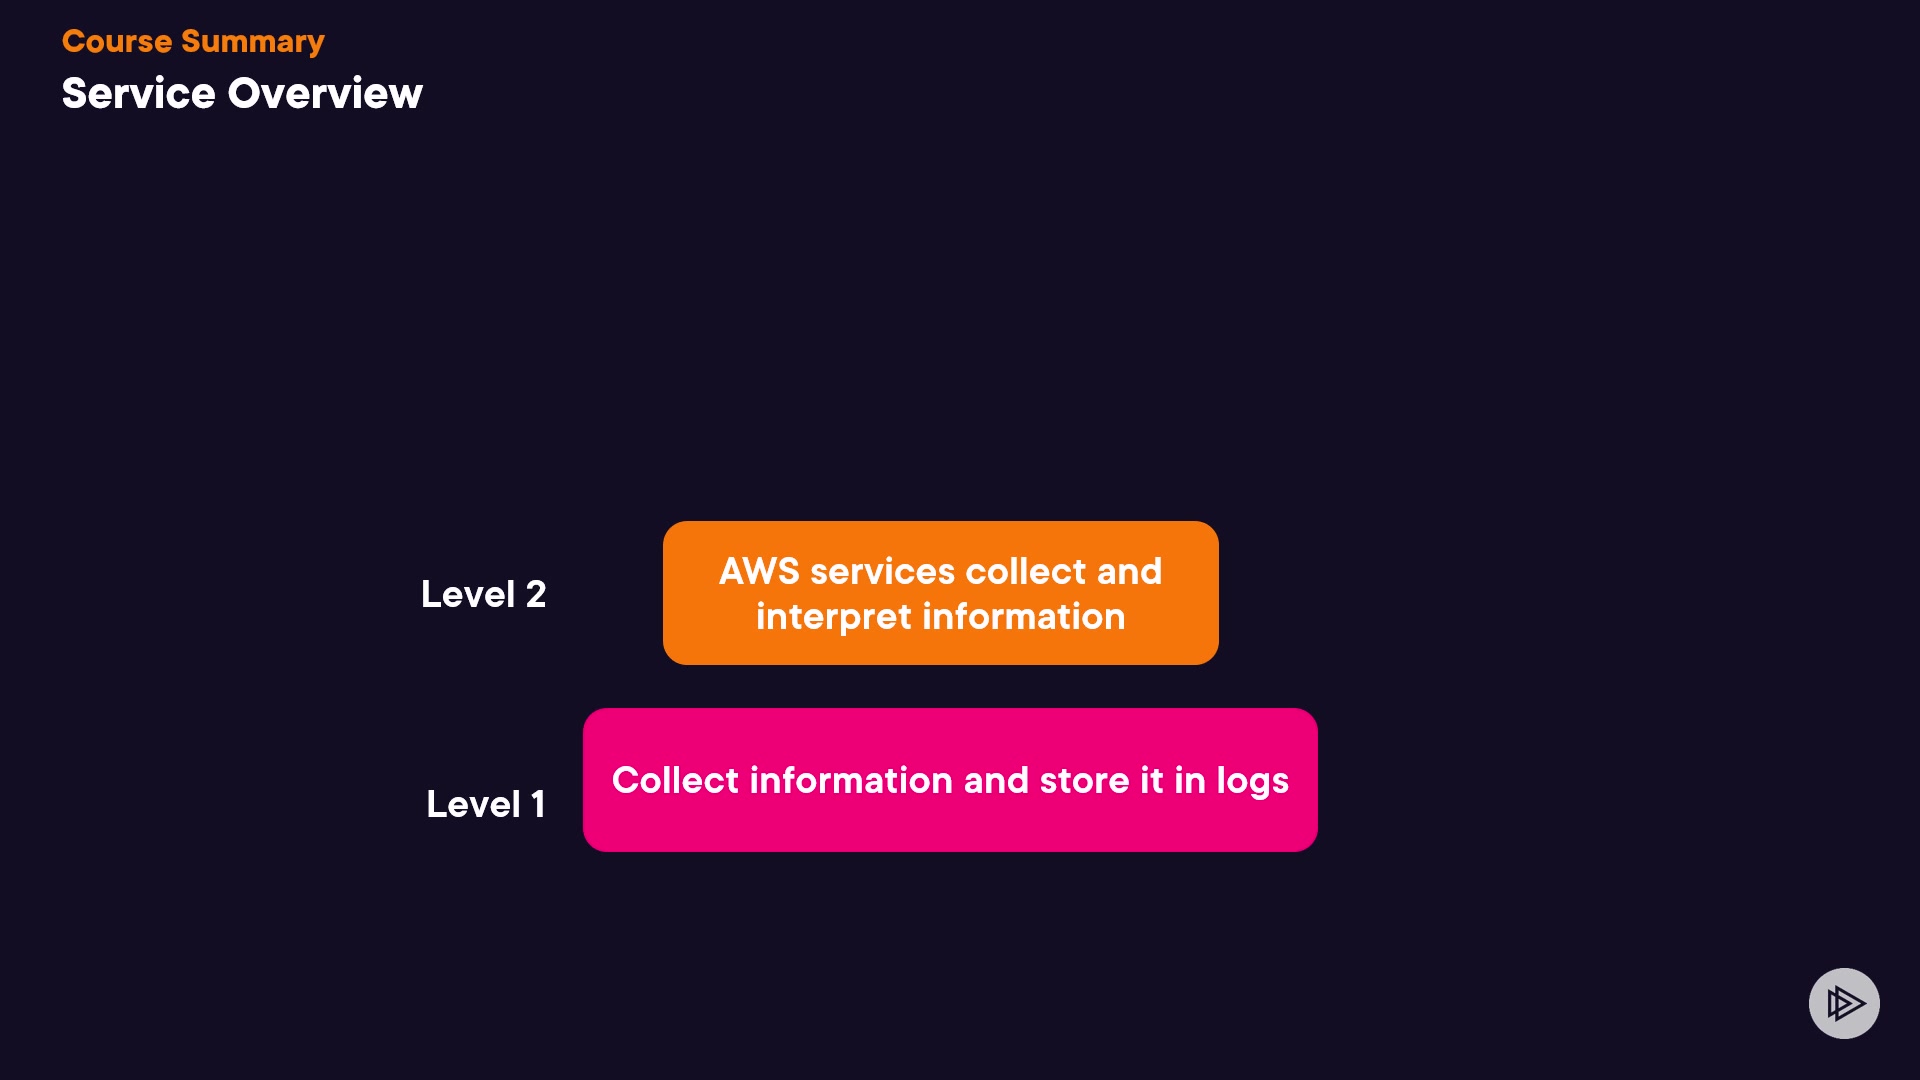 Course Summary
Service Overview
Level 2
AWS services collect and
interpret information
Level 1
Collect information and store it in logs